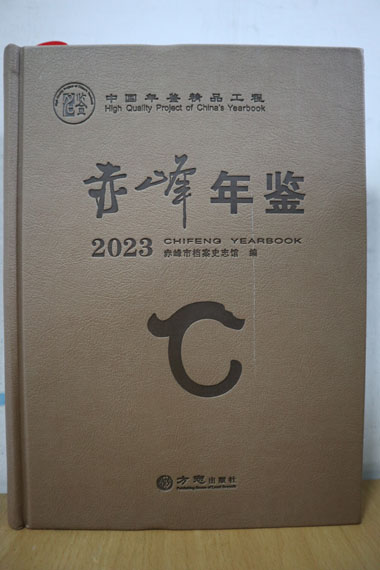 中国年鉴精品工程
High Quality Project of China's Yearbook
赤峰年鉴
2023 CHIFENG YEARBOOK
赤峰市档案史志馆 编
方志出版社